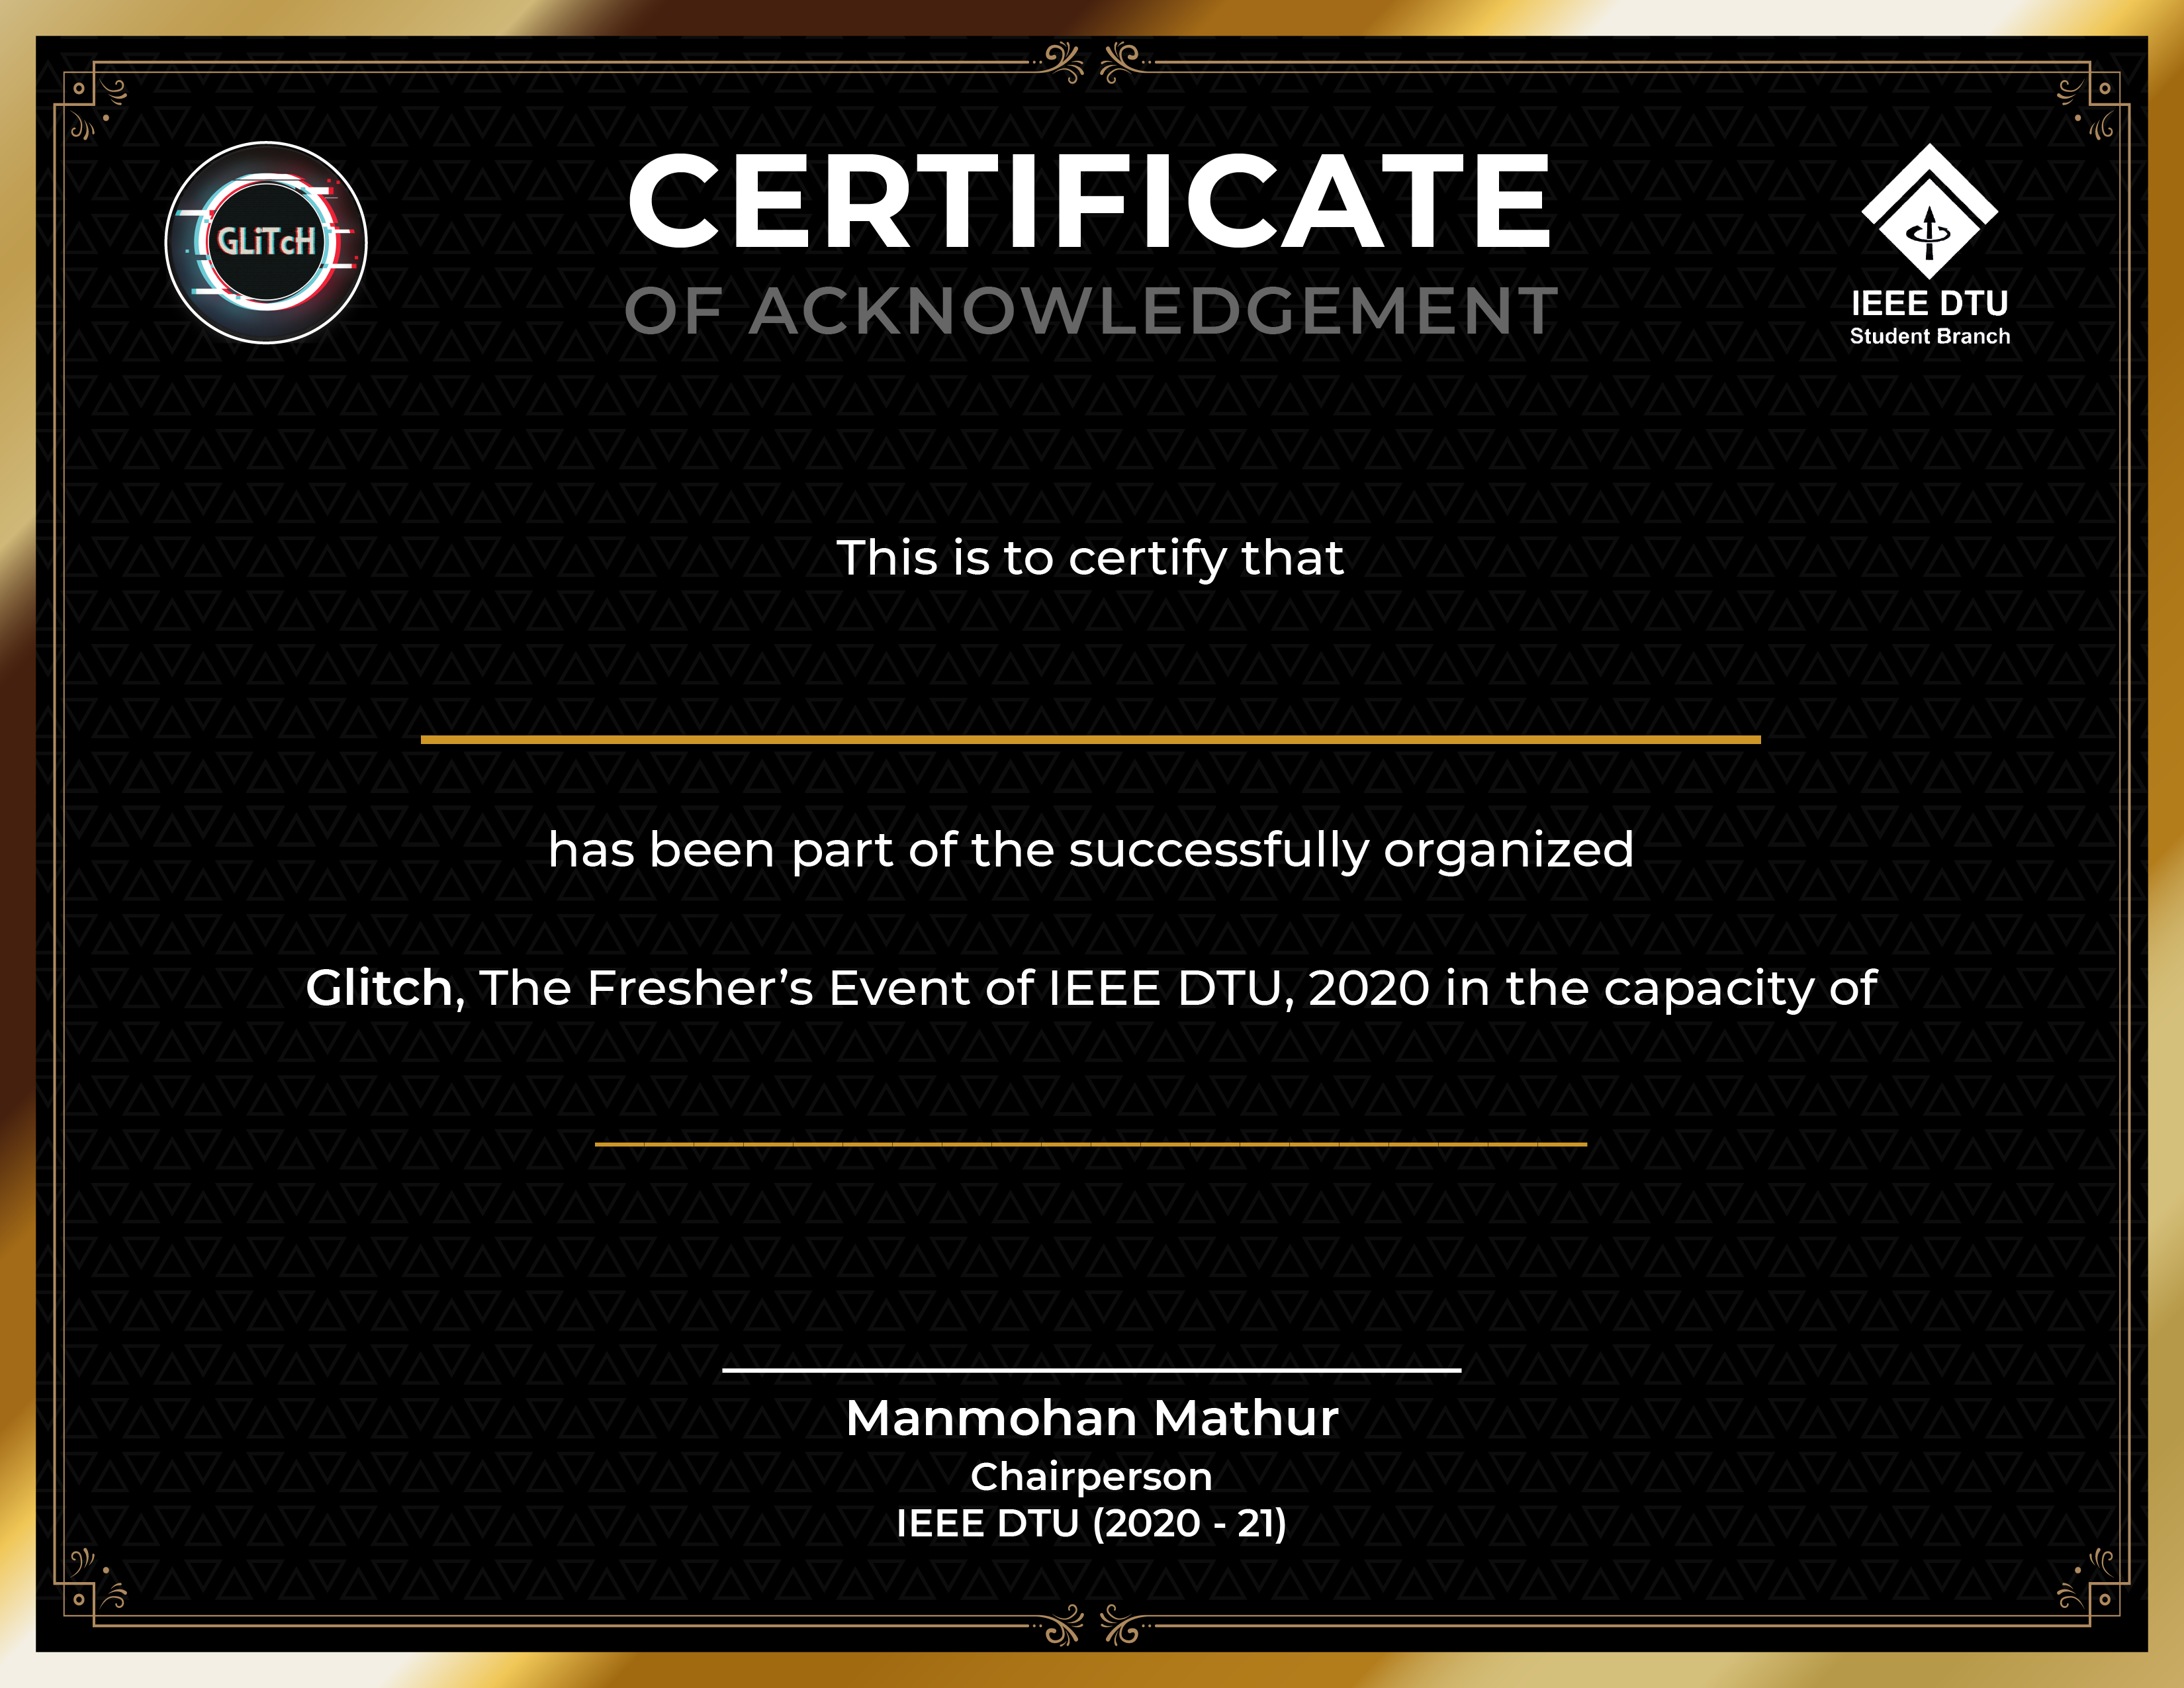 GLiTcH
CERTIFICATE
OF ACKNOWLEDGEMENT
IEEE DTU
Student Branch
This is to certify that
has been part of the successfully organized
Glitch, The Fresher’s Event of IEEE DTU, 2020 in the capacity of
Manmohan Mathur
Chairperson
IEEE DTU (2020 - 21)